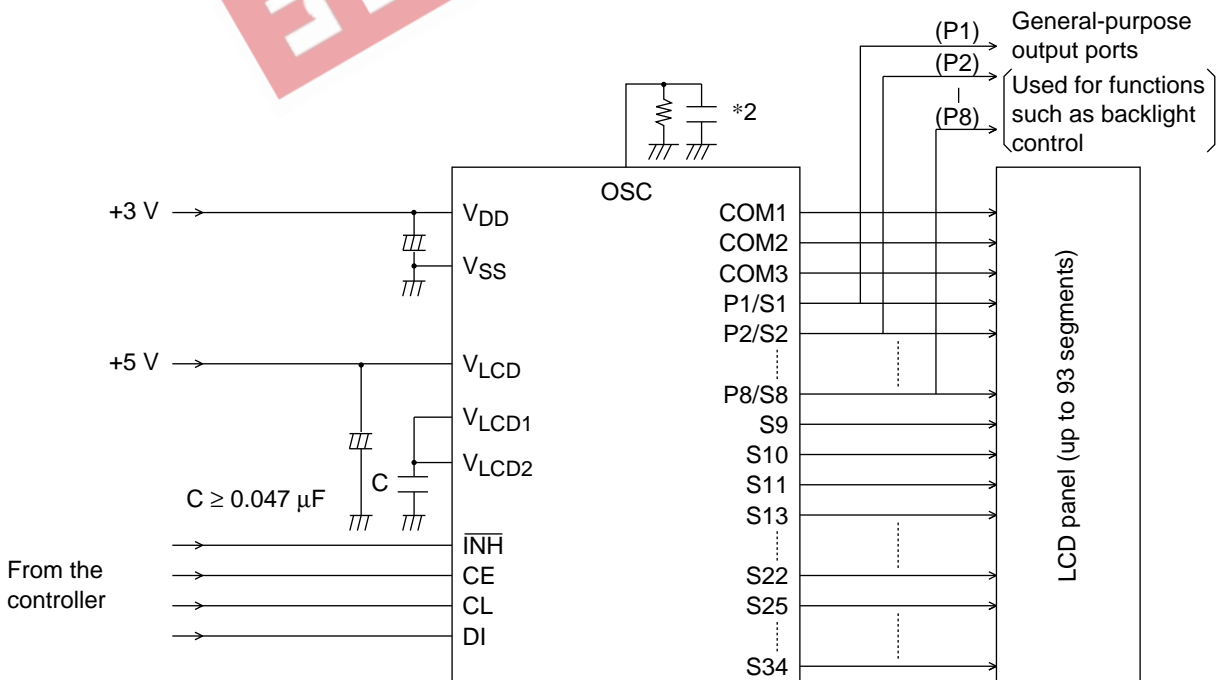 General-purpose
output ports
(P1)
(P2)
(P8)
Used for functions
such as backlight
control
*2
OSC
+3 V
VDD
VSS
+5 V
VLCD
VLCD1
VLCD2
C
C ≥ 0.047 μF
From the
controller
INH
CE
CL
DI
COM1
COM2
COM3
P1/S1
P2/S2
P8/S8
S9
S10
S11
S13
S22
S25
S34
LCD panel (up to 93 segments)